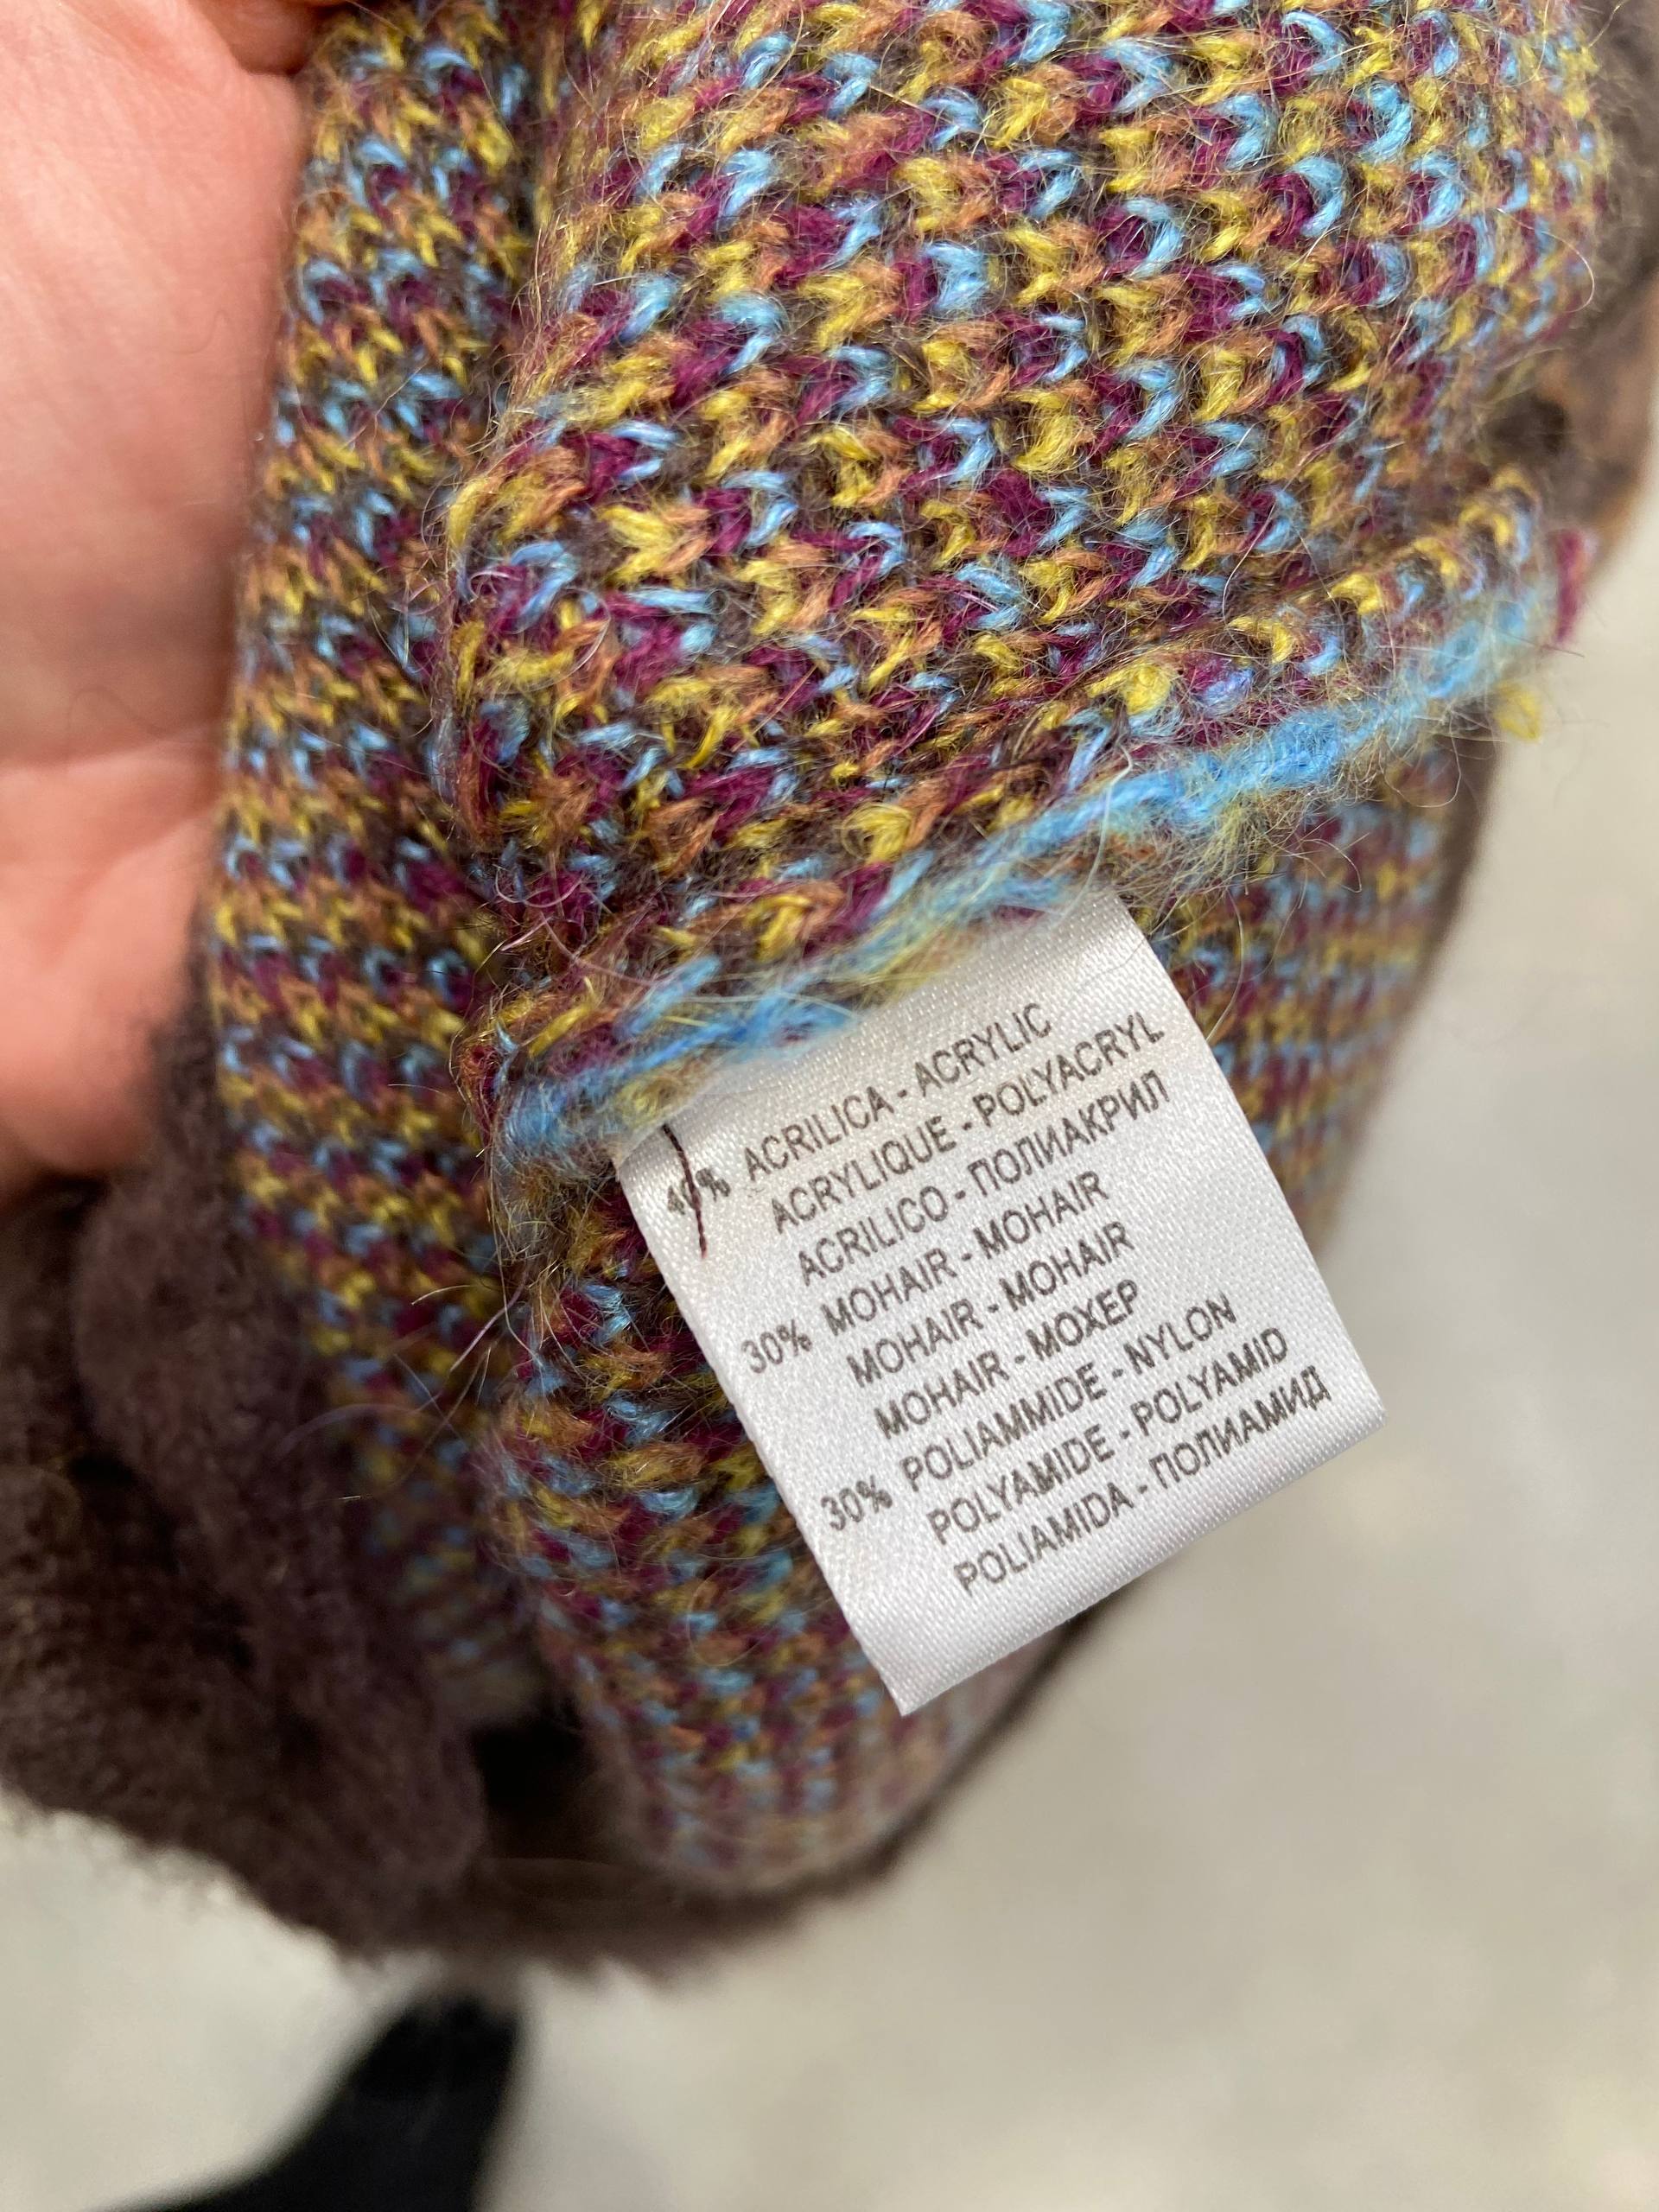 40% ACRILICA - ACRYLIC
ACRYLIQUE - POLYACRYL
ACRILICO - ПОЛИАКРИЛ
30% MOHAIR - MOHAIR
MOHAIR - MOHAIR
MOHAIR - МОХЕР
30% POLIAMMIDE - NYLON
POLYAMIDE - POLYAMID
POLIAMIDA - ПОЛИАМИД